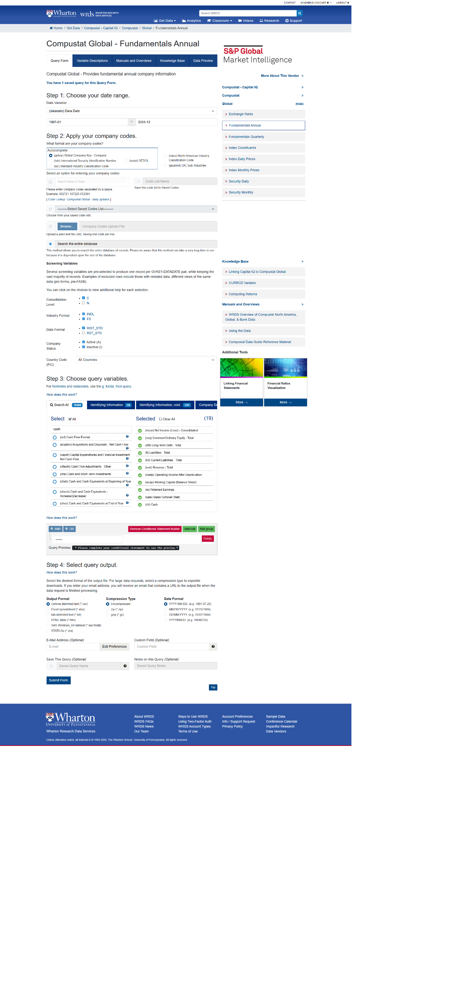 CONTACT QINZHEN'S ACCOUNT LOGOUT
Wharton UNIVERSITY of PENNSYLVANIA wrds WHARTON RESEARCH DATA SERVICES
Search WRDS
Get Data Analytics Classroom Videos Research Support
Home / Get Data / Compustat - Capital IQ / Compustat / Global / Fundamentals Annual
Compustat Global - Fundamentals Annual
Query Form Variable Descriptions Manuals and Overviews Knowledge Base Data Preview
Compustat Global - Provides fundamental annual company information
You have 1 saved query for this Query Form.
Step 1: Choose your date range.
Date Variable:
(datadate) Data Date
1997-01 to 2024-12
Step 2: Apply your company codes.
What format are your company codes?
Autocomplete
(gvkey) Global Company Key - Company
(isin) International Security Identification Number (sedol) SEDOL
(sic) Standard Industry Classification Code
(naics) North American Industry
Classification Code
(gsubind) GIC Sub Industries
Select an option for entering your company codes:
Search Name or Ticker
Code List Name
Please enter company codes separated by a space.
Save this code list to Saved Codes
Example: 002721 107225 012384
[ Code Lookup: Compustat Global - daily updates ]
---------Select Saved Codes List---------
Choose from your saved code lists.
Browse... Company Codes Upload File
Upload a plain text file (.txt), having one code per line.
Search the entire database
This method allows you to search the entire database of records. Please be aware that this method can take a very long time to run
because it is dependent upon the size of the database
Screening Variables
Several screening variables are pre-selected to produce one record per GVKEY-DATADATE pair, while keeping the
vast majority of records. Examples of excluded rows include those with restated data, different views of the same
data (pro forma, pre-FASB).
You can click on the choices to view additional help for each selection.
Consolidation
Level
C
N
Industry Format
INDL
FS
Data Format
HIST_STD
RST_STD
Company
Status
Active (A)
Inactive (I)
Country Code
(FIC)
All Countries
Step 3: Choose query variables.
For footnotes and datacodes, use the g_funda_fncd query.
How does this work?
Search All 19/469 Identifying Information 1/6 Identifying Information, cont. 1/37 Company De
Select All
cash
(scf) Cash Flow Format
(acqdisn) Acquisitions and Disposals - Net Cash Flow
(capxfi) Capital Expenditures and Financial Investment -
Net Cash Flow
(cflaoth) Cash Flow Adjustments - Other
(che) Cash and Short-Term Investments
(cheb) Cash and Cash Equivalents at Beginning of Year
(chech) Cash and Cash Equivalents -
Increase/(Decrease)
(chee) Cash and Cash Equivalents at End of Year
Selected Clear All (19)
(nicon) Net Income (Loss) - Consolidated
(ceq) Common/Ordinary Equity - Total
(dltt) Long-Term Debt - Total
(lt) Liabilities - Total
(lct) Current Liabilities - Total
(revt) Revenue - Total
(oiadp) Operating Income After Depreciation
(wcap) Working Capital (Balance Sheet)
(re) Retained Earnings
(sale) Sales/Turnover (Net)
(ch) Cash
How does this work?
AND OR Remove Conditional Statement Builder Add rule Add group
------ Delete
Query Preview: * Please complete your conditional statement to see the preview *
Step 4: Select query output.
How does this work?
Select the desired format of the output file. For large data requests, select a compression type to expedite
downloads. If you enter your email address, you will receive an email that contains a URL to the output file when the
data request is finished processing.
Output Format
comma delimited text (*.csv)
Excel spreadsheet (*.xlsx)
tab-delimited text (*.txt)
HTML table (*.htm)
SAS Windows_64 dataset (*.sas7bdat)
STATA file (*.dta)
Compression Type
Uncompressed
zip (*.zip)
gzip (*.gz)
Date Format
YYYY-MM-DD. (e.g. 1984-07-25)
MM/DD/YYYY. (e.g. 07/25/1984)
DD/MM/YYYY. (e.g. 25/07/1984)
YYYYMMDD. (e.g. 19840725)
E-Mail Address (Optional)
E-mail Edit Preferences
Custom Field (Optional)
Custom Field
Save This Query (Optional)
Saved Query Name
Notes on this Query (Optional)
Saved Query Notes
Submit Form
Top
S&P Global
Market Intelligence
More About This Vendor
Compustat - Capital IQ
Compustat
Global (hide)
Exchange Rates
Fundamentals Annual
Fundamentals Quarterly
Index Constituents
Index Daily Prices
Index Monthly Prices
Security Daily
Security Monthly
Knowledge Base
Linking Capital IQ to Compustat Global
CURRCD Variable
Computing Returns
Manuals and Overviews
WRDS Overview of Compustat North America,
Global, & Bank Data
Using the Data
Compustat Data Guide Reference Material
Additional Tools
Linking Financial
Statements
More →
Financial Ratios
Visualization
More →
Wharton
UNIVERSITY of PENNSYLVANIA
Wharton Research Data Services
About WRDS
WRDS FAQs
WRDS News
Our Team
Ways to Use WRDS
Using Two-Factor Auth
WRDS Account Types
Terms of Use
Account Preferences
Info / Support Request
Privacy Policy
Sample Data
Conference Calendar
Impactful Research
Data Vendors
Unless otherwise noted, all material is © 1993-2025, The Wharton School, University of Pennsylvania. All rights reserved.